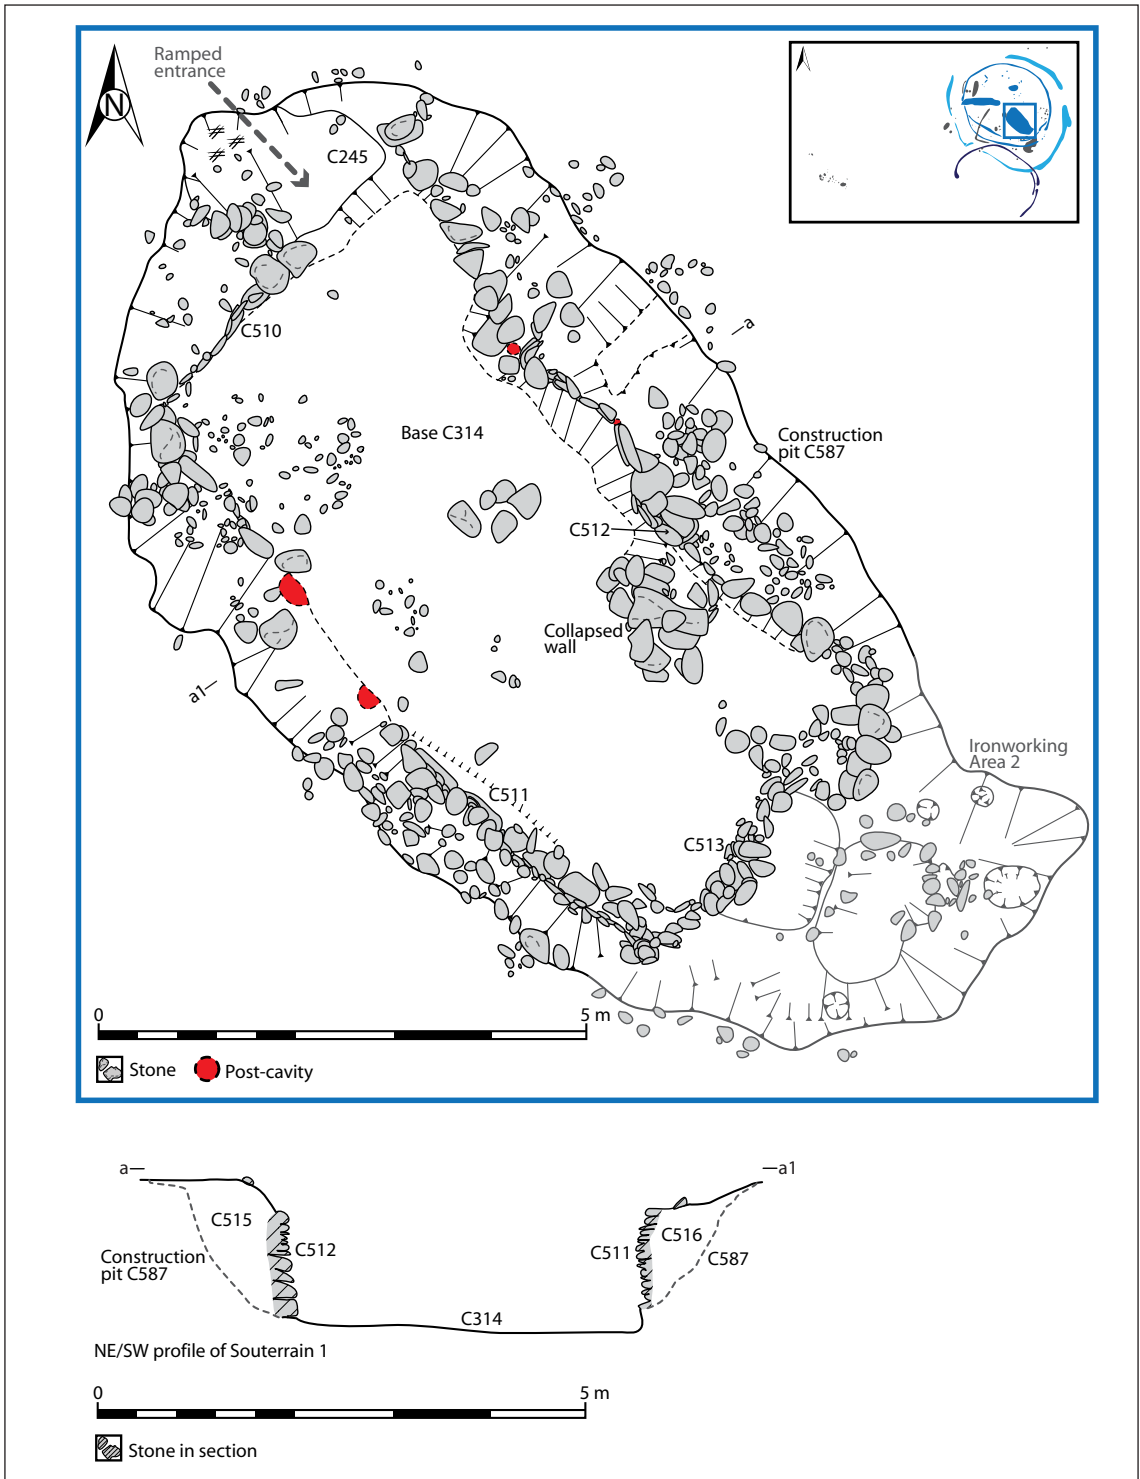 Ramped
entrance
N
C245
C510
a
Base C314
Construction
pit C587
C512
Collapsed
wall
a1
Ironworking
Area 2
C511
C513
0 5 m
Stone Post-cavity
a a1
C515
C516
C512
C511
Construction
pit C587
C587
C314
NE/SW profile of Souterrain 1
0 5 m
Stone in section